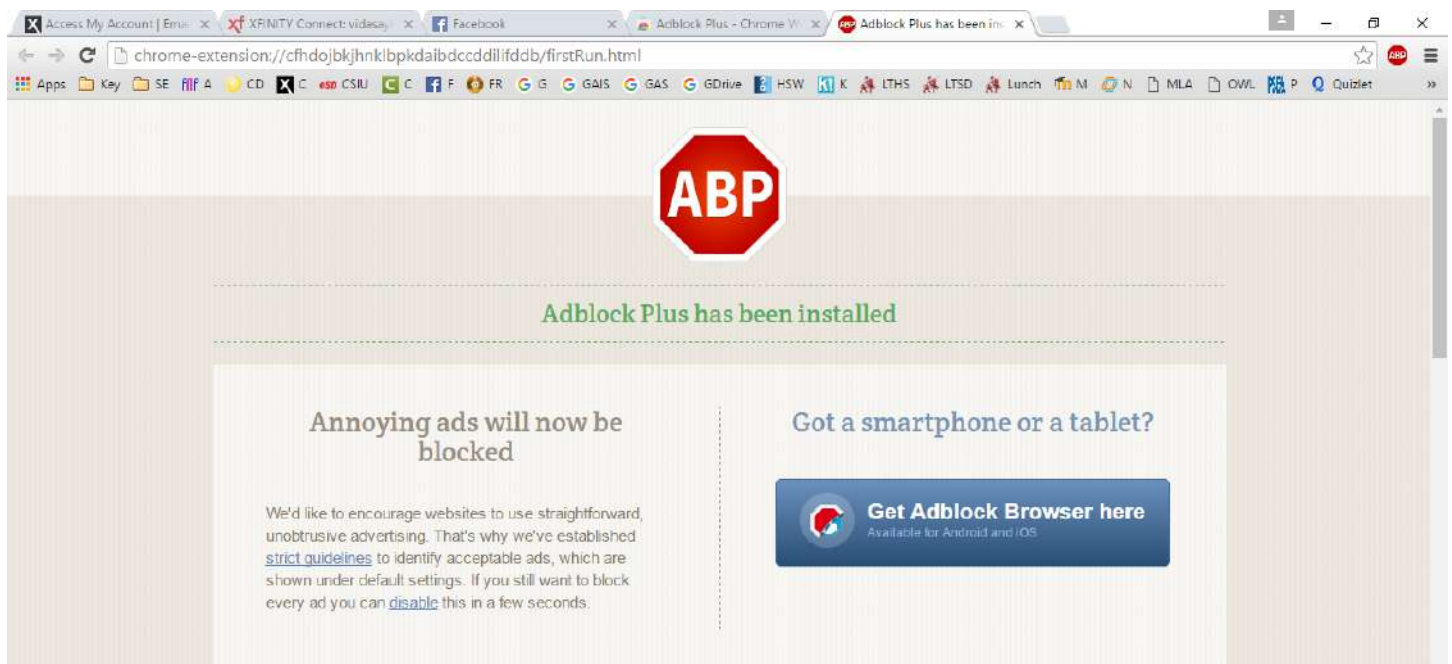 Access My Account | Ema
XFINITY Connect: vidasay
Facebook
Adblock Plus - Chrome W
Adblock Plus has been in
chrome-extension://cfhdojbkjhnklbpkdaibdccddilifddb/firstRun.html
ABP
Apps Key SE flfF A CD C esp CSIU C F FR G GAIS GAS GDrive HSW K LTHS LTSD Lunch M N MLA OWL P Quizlet »
ABP
Adblock Plus has been installed
Annoying ads will now be
blocked
We'd like to encourage websites to use straightforward,
unobtrusive advertising. That's why we've established
strict guidelines to identify acceptable ads, which are
shown under default settings. If you still want to block
every ad you can disable this in a few seconds.
Got a smartphone or a tablet?
Get Adblock Browser here
Available for Android and iOS